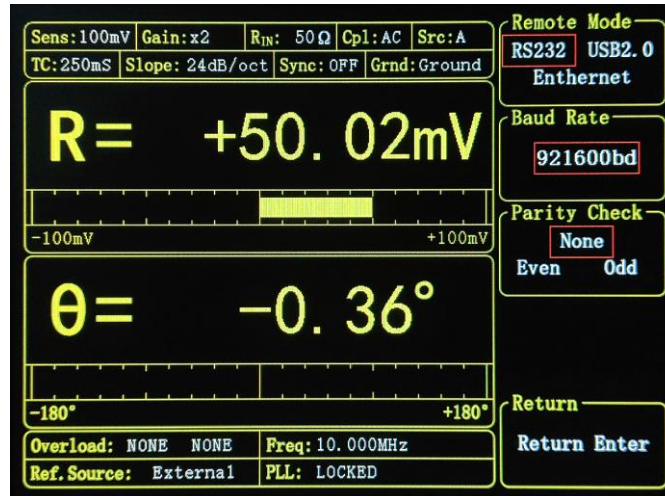 Sens:100mV Gain:x2 RIN: 50Ω Cpl:AC Src:A
TC:250mS Slope:24dB/oct Sync:OFF Grnd:Ground
R= +50.02mV
-100mV +100mV
θ= -0.36°
-180° +180°
Overload: NONE NONE Freq:10.000MHz
Ref.Source: External PLL: LOCKED
Remote Mode
RS232 USB2.0
Enthernet
Baud Rate
921600bd
Parity Check
None
Even Odd
Return
Return Enter